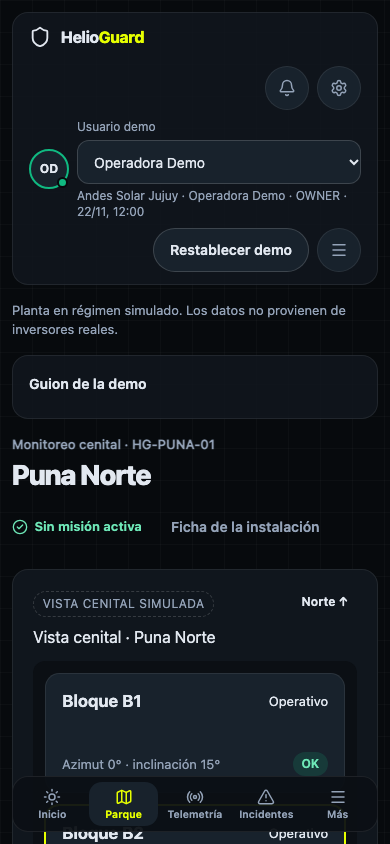 HelioGuard
Usuario demo
OD
Operadora Demo
Andes Solar Jujuy · Operadora Demo · OWNER ·
22/11, 12:00
Restablecer demo
Planta en régimen simulado. Los datos no provienen de
inversores reales.
Guion de la demo
Monitoreo cenital · HG-PUNA-01
Puna Norte
Sin misión activa
Ficha de la instalación
VISTA CENITAL SIMULADA
Norte ↑
Vista cenital · Puna Norte
Bloque B1
Operativo
Azimut 0° · inclinación 15°
OK
Inicio
Parque
Telemetría
Incidentes
Más
Bloque B2
Operativo